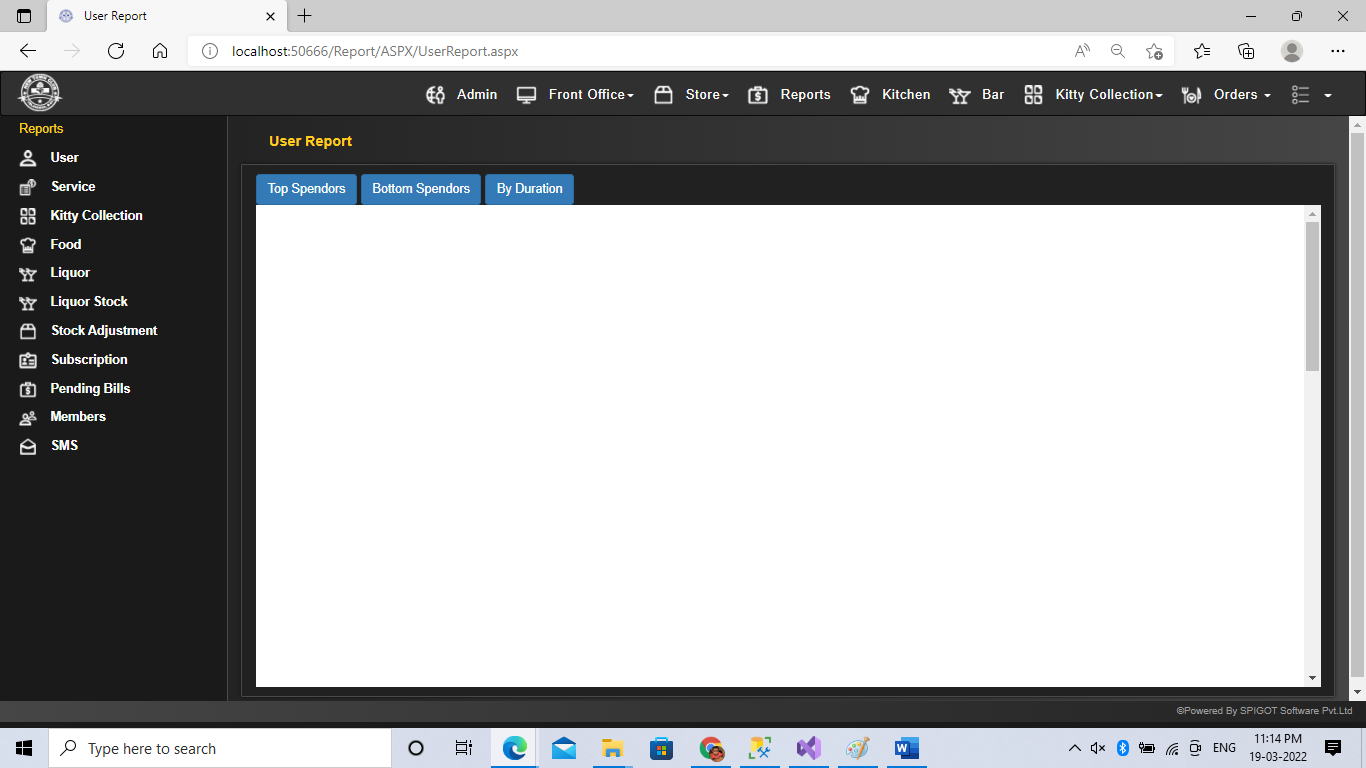 User Report
localhost:50666/Report/ASPX/UserReport.aspx
Admin Front Office Store Reports Kitchen Bar Kitty Collection Orders
Reports
User
Service
Kitty Collection
Food
Liquor
Liquor Stock
Stock Adjustment
Subscription
Pending Bills
Members
SMS
User Report
Top Spendors Bottom Spendors By Duration
©Powered By SPIGOT Software Pvt.Ltd
Type here to search
ENG
11:14 PM
19-03-2022